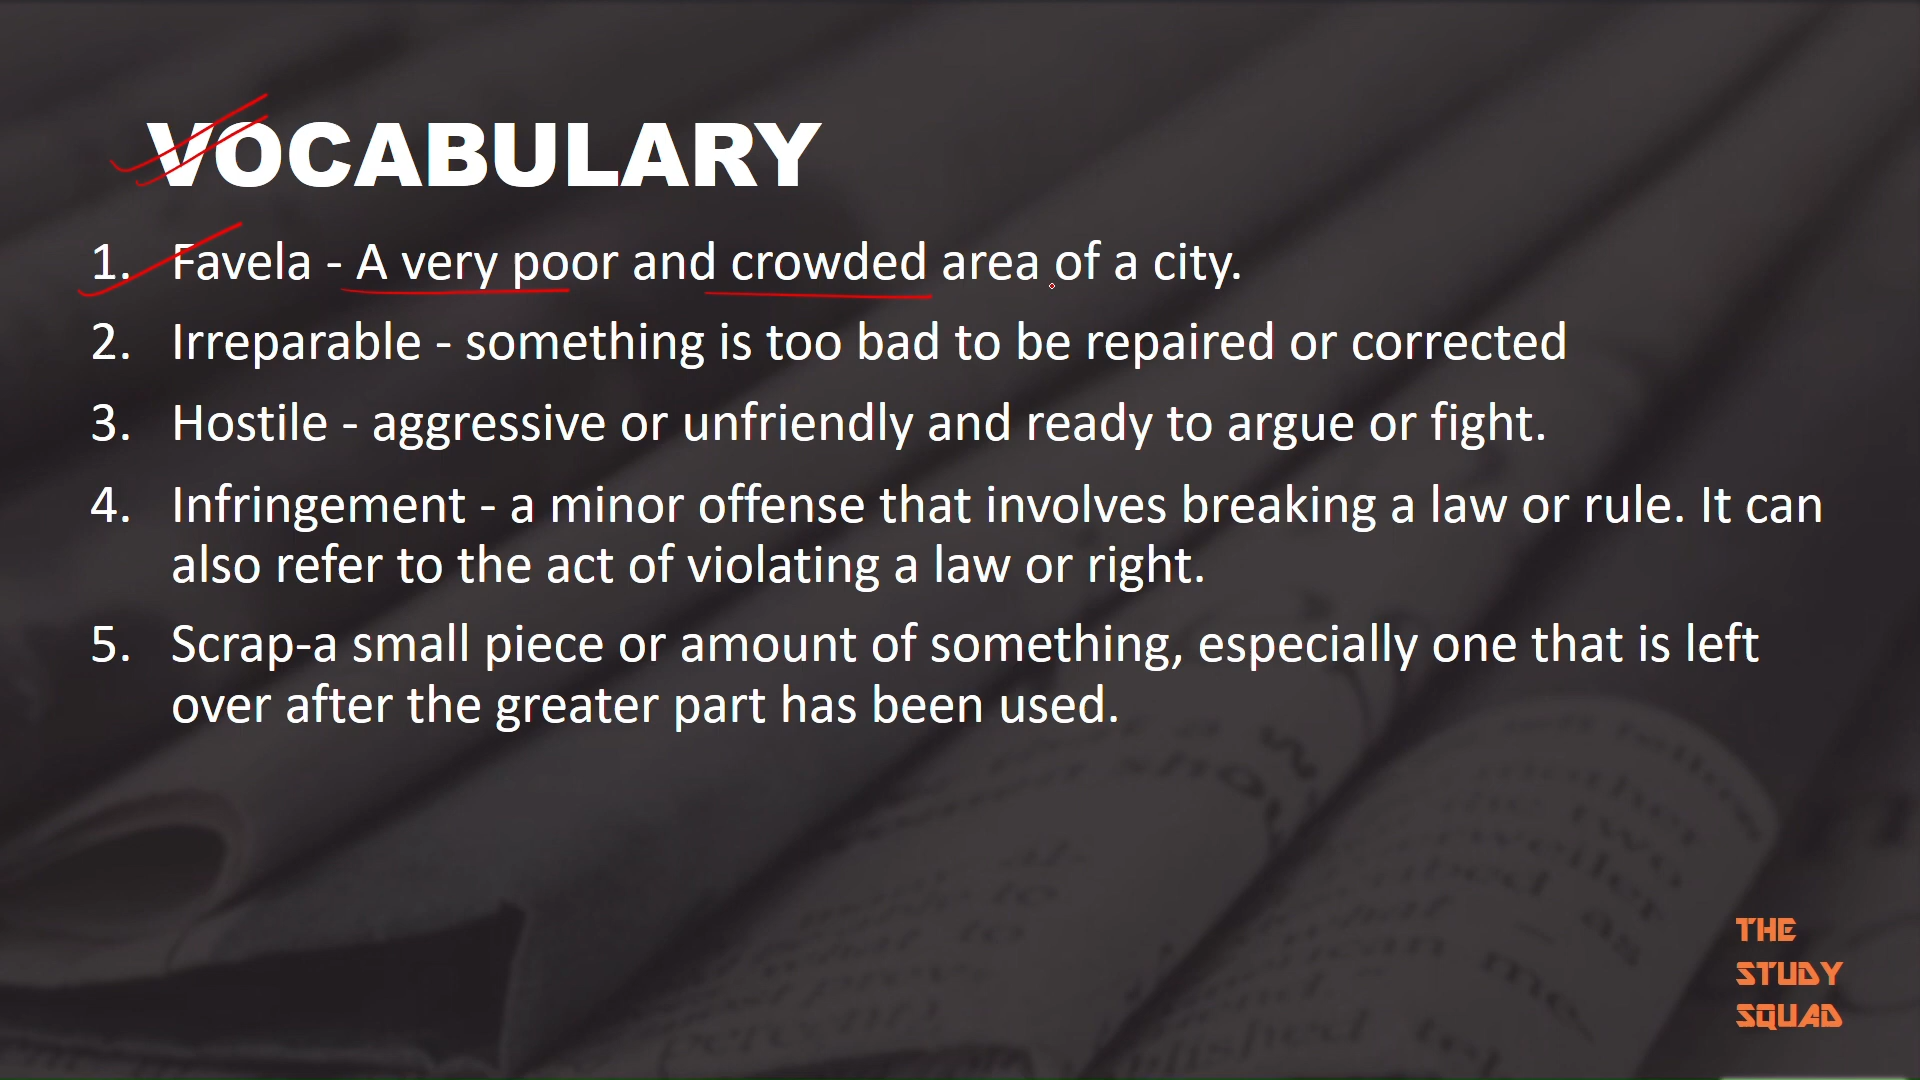 VOCABULARY
1. Favela - A very poor and crowded area of a city.
2. Irreparable - something is too bad to be repaired or corrected
3. Hostile - aggressive or unfriendly and ready to argue or fight.
4. Infringement - a minor offense that involves breaking a law or rule. It can
also refer to the act of violating a law or right.
5. Scrap-a small piece or amount of something, especially one that is left
over after the greater part has been used.
THE
STUDY
SQUAD